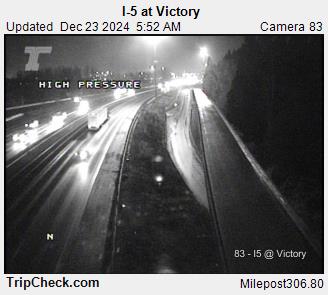 I-5 at Victory
Updated Dec 23 2024 5:52 AM Camera 83
HIGH PRESSURE
N
83 - I5 @ Victory
TripCheck.com Milepost306.80